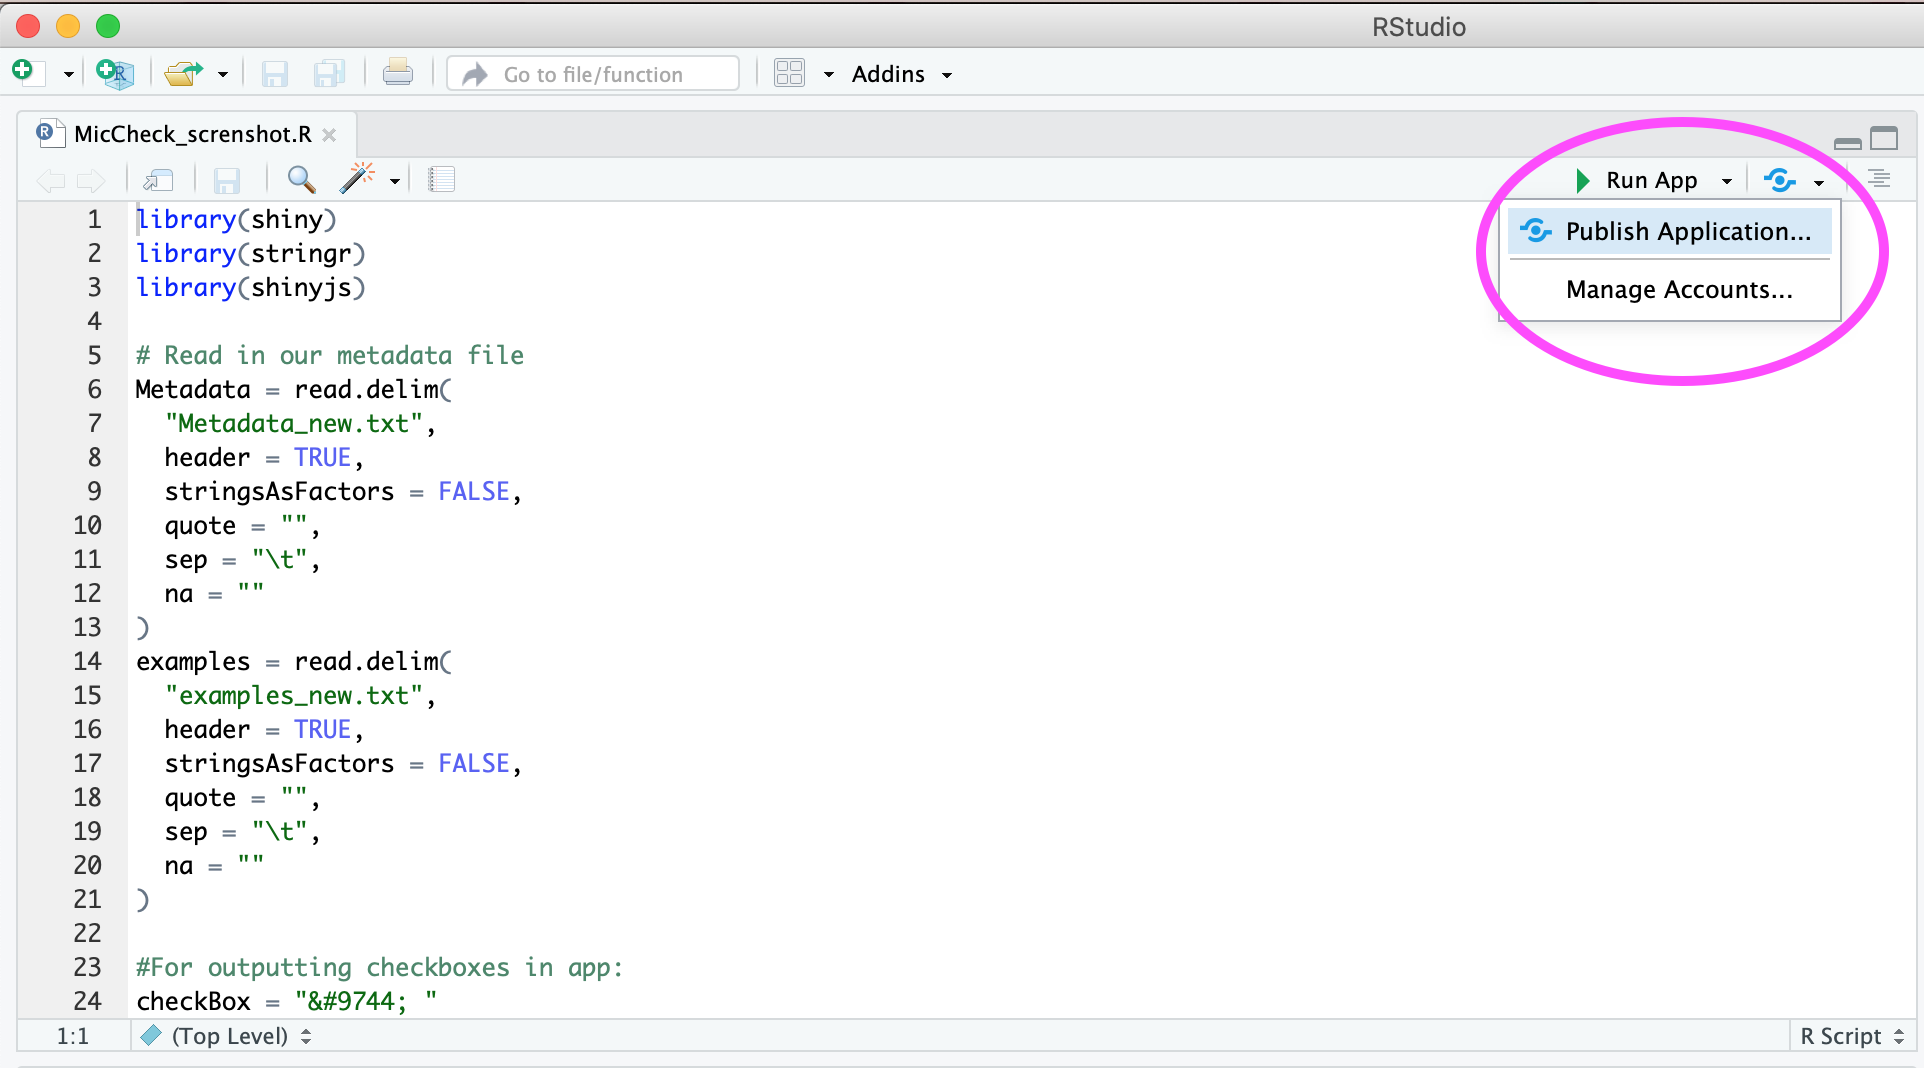 RStudio
Go to file/function
Addins
MicCheck_screnshot.R
Run App
Publish Application...
Manage Accounts...
1 library(shiny)
2 library(stringr)
3 library(shinyjs)
4
5 # Read in our metadata file
6 Metadata = read.delim(
7   "Metadata_new.txt",
8   header = TRUE,
9   stringsAsFactors = FALSE,
10   quote = "",
11   sep = "\t",
12   na = ""
13 )
14 examples = read.delim(
15   "examples_new.txt",
16   header = TRUE,
17   stringsAsFactors = FALSE,
18   quote = "",
19   sep = "\t",
20   na = ""
21 )
22
23 #For outputting checkboxes in app:
24 checkBox = "&#9744; "
1:1 (Top Level) R Script